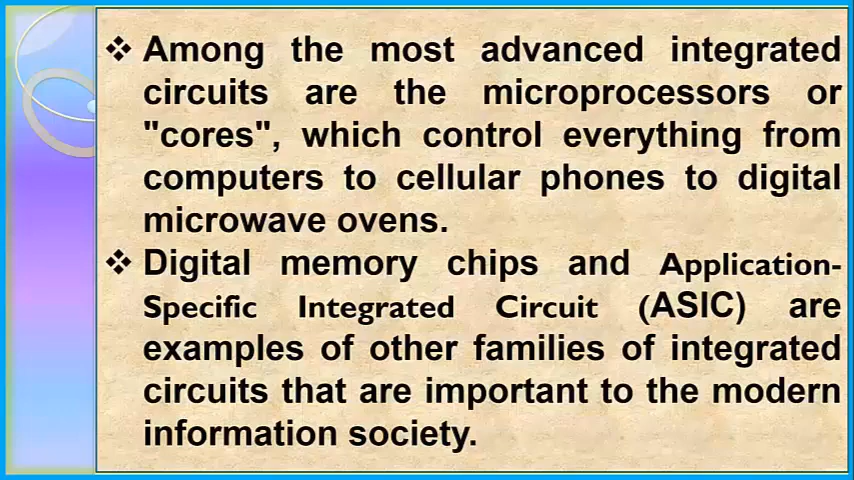 ❖ Among the most advanced integrated
circuits are the microprocessors or
"cores", which control everything from
computers to cellular phones to digital
microwave ovens.
❖ Digital memory chips and Application-
Specific Integrated Circuit (ASIC) are
examples of other families of integrated
circuits that are important to the modern
information society.